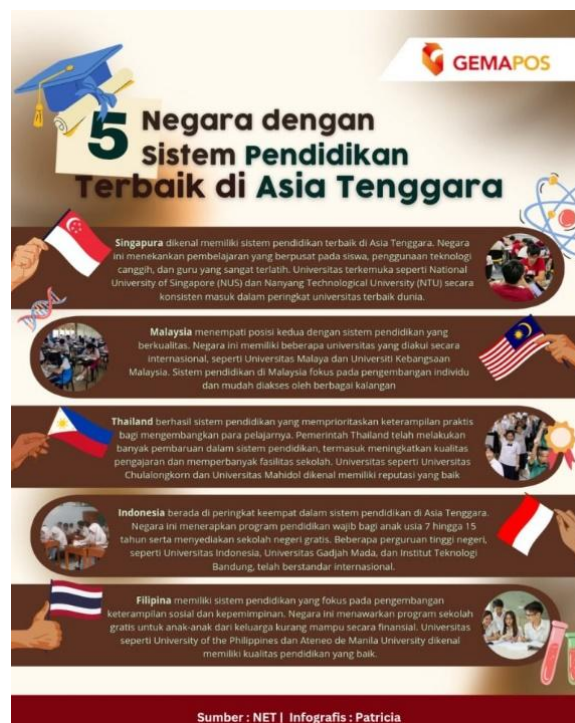 GEMAPOS
5 Negara dengan
Sistem Pendidikan
Terbaik di Asia Tenggara
Singapura dikenal memiliki sistem pendidikan terbaik di Asia Tenggara. Negara
ini menekankan pembelajaran yang berpusat pada siswa, penggunaan teknologi
canggih, dan guru yang sangat terlatih. Universitas terkemuka seperti National
University of Singapore (NUS) dan Nanyang Technological University (NTU) secara
konsisten masuk dalam peringkat universitas terbaik dunia.
Malaysia menempati posisi kedua dengan sistem pendidikan yang
berkualitas. Negara ini memiliki beberapa universitas yang diakui secara
internasional, seperti Universitas Malaya dan Universiti Kebangsaan
Malaysia. Sistem pendidikan di Malaysia fokus pada pengembangan individu
dan mudah diakses oleh berbagai kalangan
Thailand berhasil sistem pendidikan yang memprioritaskan keterampilan praktis
bagi mengembangkan para pelajarnya. Pemerintah Thailand telah melakukan
banyak pembaruan dalam sistem pendidikan, termasuk meningkatkan kualitas
pengajaran dan memperbanyak fasilitas sekolah. Universitas seperti Universitas
Chulalongkorn dan Universitas Mahidol dikenal memiliki reputasi yang baik
Indonesia berada di peringkat keempat dalam sistem pendidikan di Asia Tenggara.
Negara ini menerapkan program pendidikan wajib bagi anak usia 7 hingga 15
tahun serta menyediakan sekolah negeri gratis. Beberapa perguruan tinggi negeri,
seperti Universitas Indonesia, Universitas Gadjah Mada, dan Institut Teknologi
Bandung, telah berstandar internasional.
Filipina memiliki sistem pendidikan yang fokus pada pengembangan
keterampilan sosial dan kepemimpinan. Negara ini menawarkan program sekolah
gratis untuk anak-anak dari keluarga kurang mampu secara finansial. Universitas
seperti University of the Philippines dan Ateneo de Manila University dikenal
memiliki kualitas pendidikan yang baik.
Sumber : NET | Infografis : Patricia